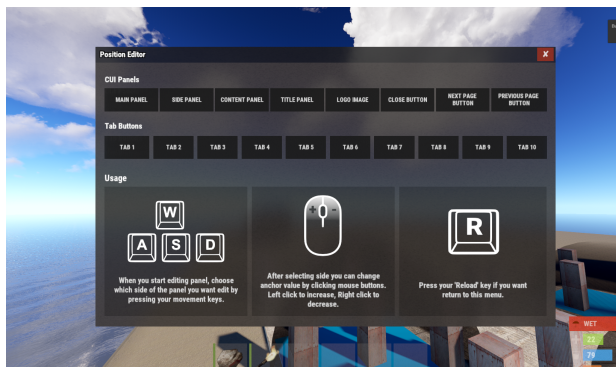 Position Editor
X
CUI Panels
MAIN PANEL SIDE PANEL CONTENT PANEL TITLE PANEL LOGO IMAGE CLOSE BUTTON NEXT PAGE BUTTON PREVIOUS PAGE BUTTON
Tab Buttons
TAB 1 TAB 2 TAB 3 TAB 4 TAB 5 TAB 6 TAB 7 TAB 8 TAB 9 TAB 10
Usage
W
A S D
When you start editing panel, choose
which side of the panel you want edit by
pressing your movement keys.
+ -
After selecting side you can change
anchor value by clicking mouse buttons.
Left click to increase, Right click to
decrease.
R
Press your 'Reload' key if you want
return to this menu.
WET
22
79